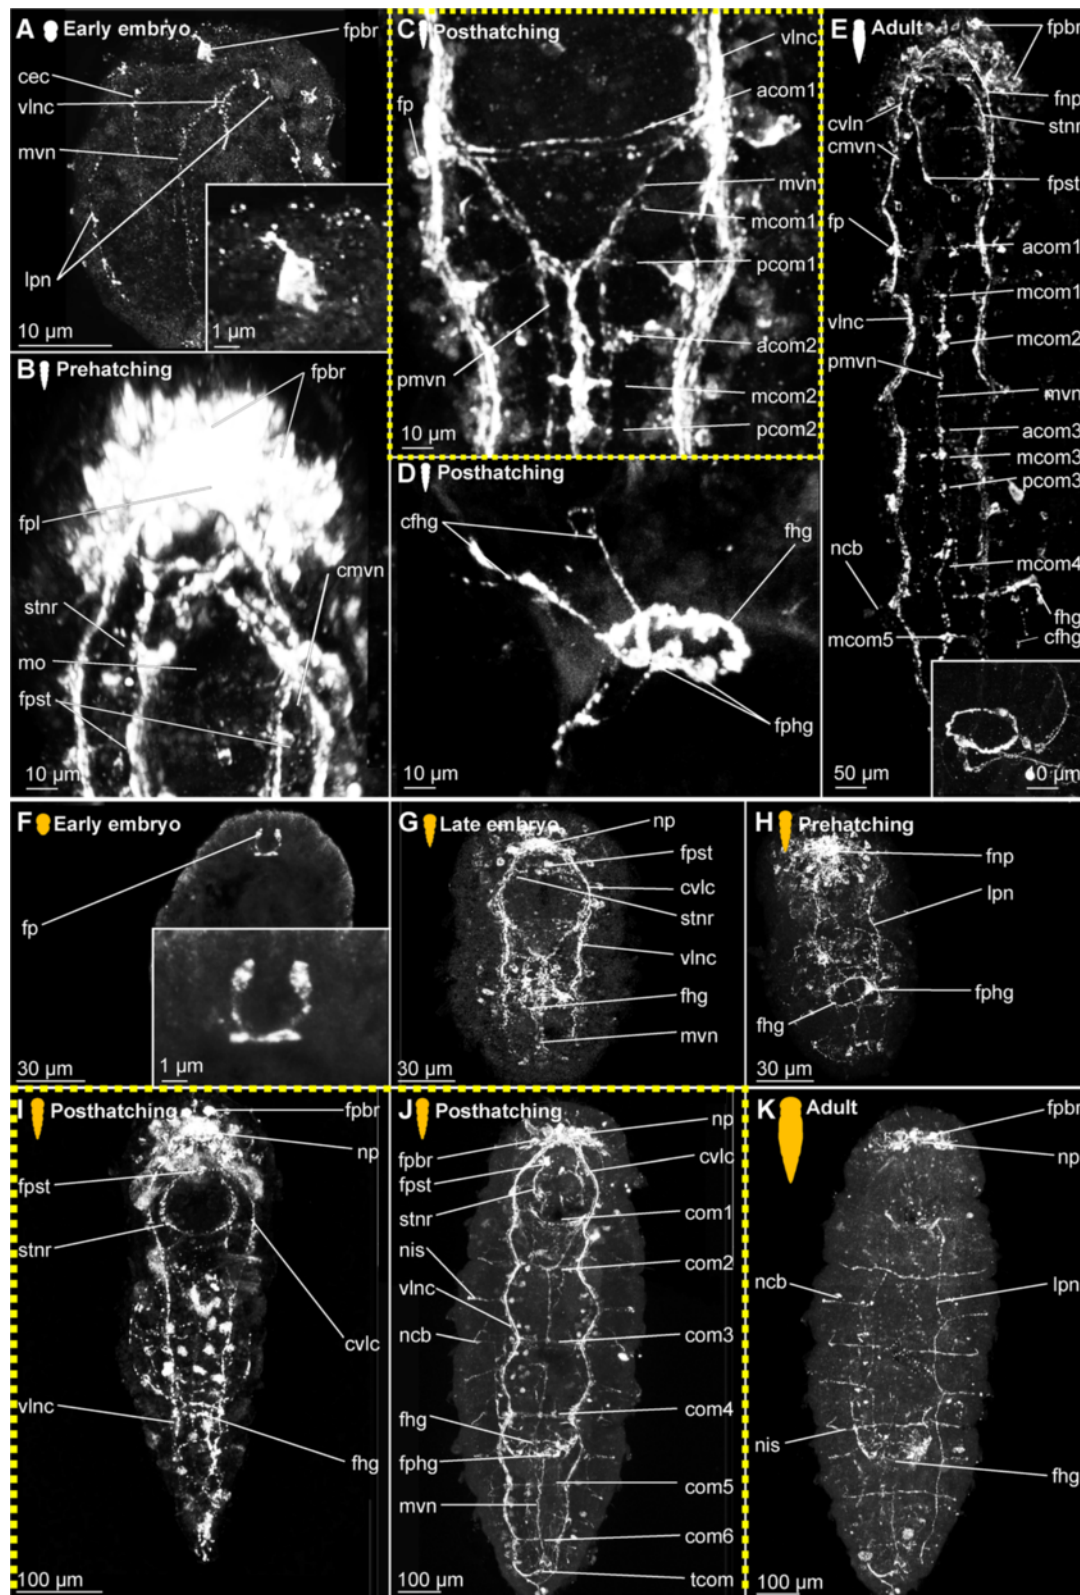 A Early embryo
fpbr
cec
vlnc
mvn
lpn
10 µm
1 µm
B Prehatching
fpbr
fpl
cmvn
stnr
mo
fpst
10 µm
C Posthatching
vlnc
acom1
fp
mvn
mcom1
pcom1
acom2
pmvn
mcom2
pcom2
10 µm
D Posthatching
cfhg
fhg
fphg
10 µm
E Adult
fpbr
fnp
cvln
stnr
cmvn
fpst
fp
acom1
mcom1
vlnc
mcom2
pmvn
mvn
acom3
mcom3
pcom3
ncb
mcom4
fhg
mcom5
cfhg
50 µm
F Early embryo
fp
30 µm
1 µm
G Late embryo
np
fpst
cvlc
stnr
vlnc
fhg
mvn
30 µm
H Prehatching
fnp
lpn
fphg
fhg
30 µm
I Posthatching
fpbr
np
fpst
stnr
cvlc
vlnc
fhg
100 µm
J Posthatching
np
fpbr
cvlc
fpst
stnr
com1
nis
com2
vlnc
ncb
com3
com4
fhg
fphg
com5
mvn
com6
tcom
100 µm
K Adult
fpbr
np
ncb
lpn
nis
fhg
100 µm